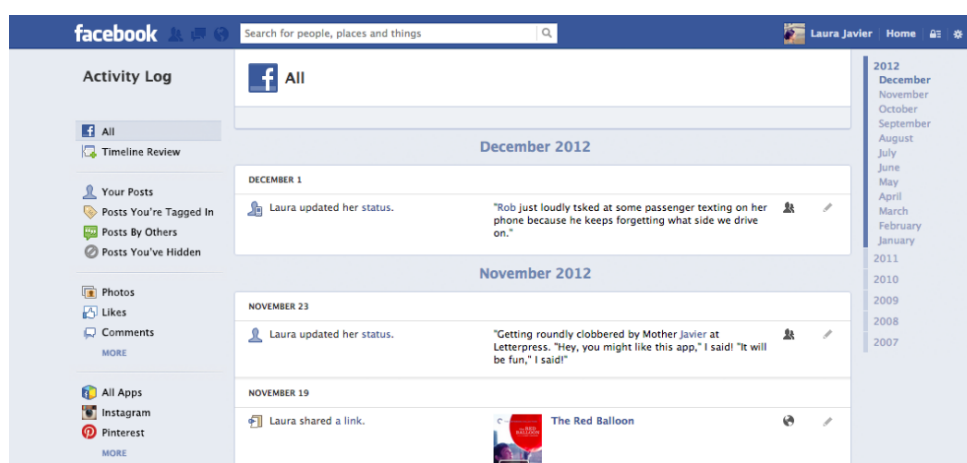 facebook
Search for people, places and things
Laura Javier
Home
Activity Log
All
Timeline Review
Your Posts
Posts You're Tagged In
Posts By Others
Posts You've Hidden
Photos
Likes
Comments
MORE
All Apps
Instagram
Pinterest
MORE
All
December 2012
DECEMBER 1
Laura updated her status.
"Rob just loudly tsked at some passenger texting on her
phone because he keeps forgetting what side we drive
on."
November 2012
NOVEMBER 23
Laura updated her status.
"Getting roundly clobbered by Mother Javier at
Letterpress. "Hey, you might like this app," I said! "It will
be fun," I said!"
NOVEMBER 19
Laura shared a link.
The Red Balloon
2012
December
November
October
September
August
July
June
May
April
March
February
January
2011
2010
2009
2008
2007